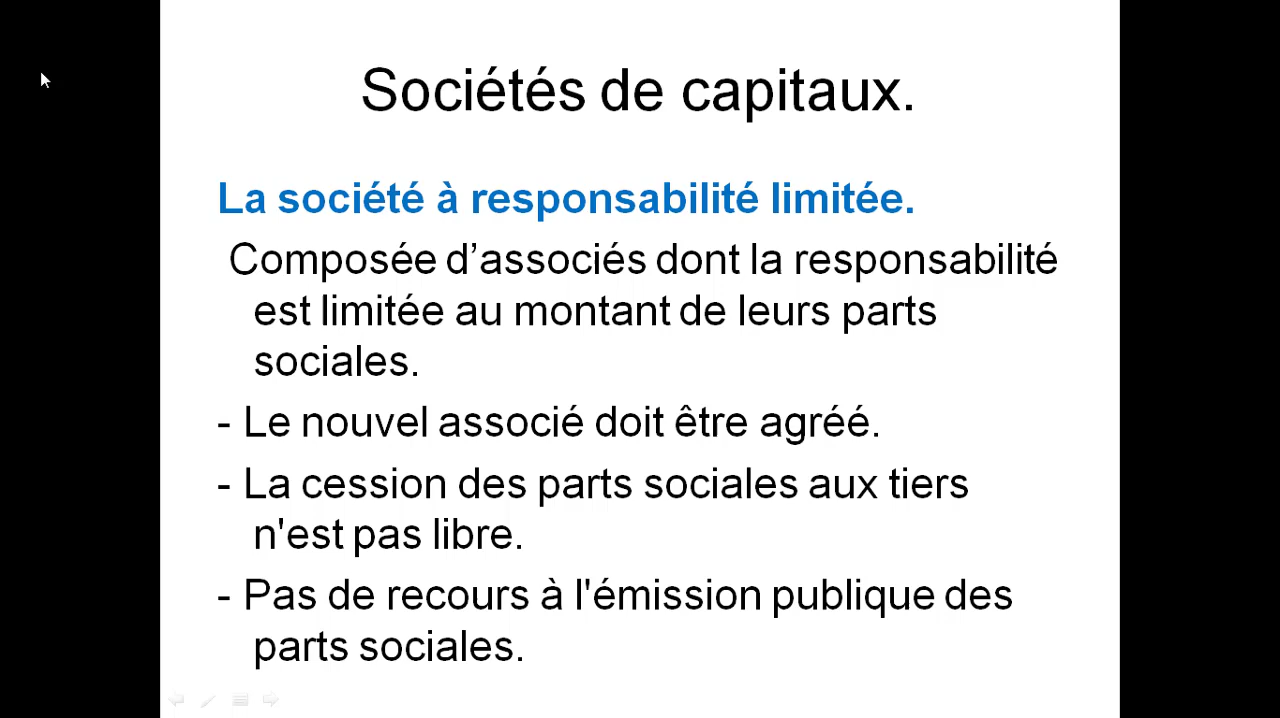 Sociétés de capitaux.
La société à responsabilité limitée.
Composée d’associés dont la responsabilité
est limitée au montant de leurs parts
sociales.
- Le nouvel associé doit être agréé.
- La cession des parts sociales aux tiers
n'est pas libre.
- Pas de recours à l'émission publique des
parts sociales.